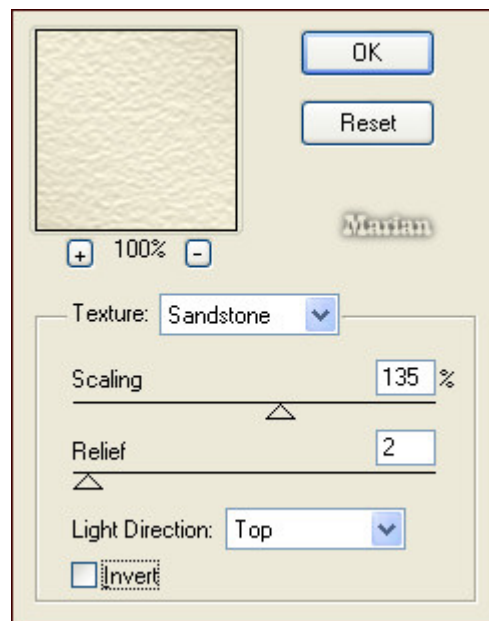 OK
Reset
Marian
+ 100% -
Texture: Sandstone
Scaling 135 %
Relief 2
Light Direction: Top
Invert